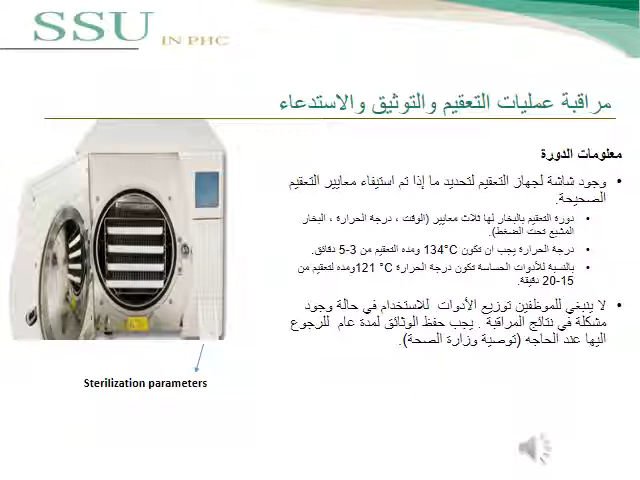 SSU IN PHC
مراقبة عمليات التعقيم والتوثيق والاستدعاء
معلومات الدورة
• وجود شاشة لجهاز التعقيم لتحديد ما إذا تم استيفاء معايير التعقيم
الصحيحة.
• دورة التعقيم بالبخار لها ثلاث معايير (الوقت ، درجة الحرارة ، البخار
المشبع تحت الضغط).
• درجة الحرارة يجب ان تكون 134°C ومده التعقيم من 3-5 دقائق.
• بالنسبة للأدوات الحساسة تكون درجة الحرارة 121 °C ومده لتعقيم من
15-20 دقيقة.
• لا ينبغي للموظفين توزيع الأدوات للاستخدام في حالة وجود
مشكلة في نتائج المراقبة . يجب حفظ الوثائق لمدة عام للرجوع
اليها عند الحاجه (توصية وزارة الصحة).
Sterilization parameters